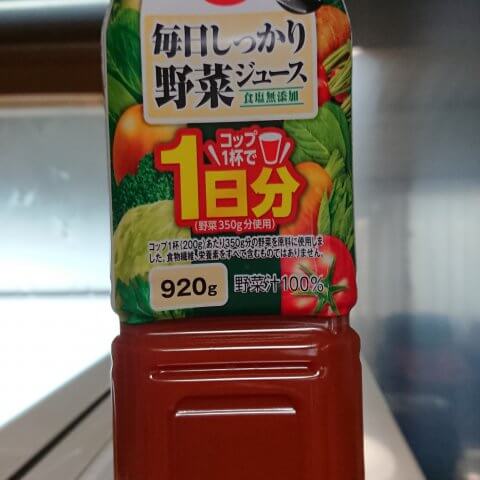 毎日しっかり
野菜ジュース
食塩無添加
コップ
1杯で
1日分
(野菜350g分使用)
コップ1杯(200g)あたり350g分の野菜を原料に使用しまし
た。食物繊維、栄養素をすべて含むものではありません。
920g
野菜汁100%